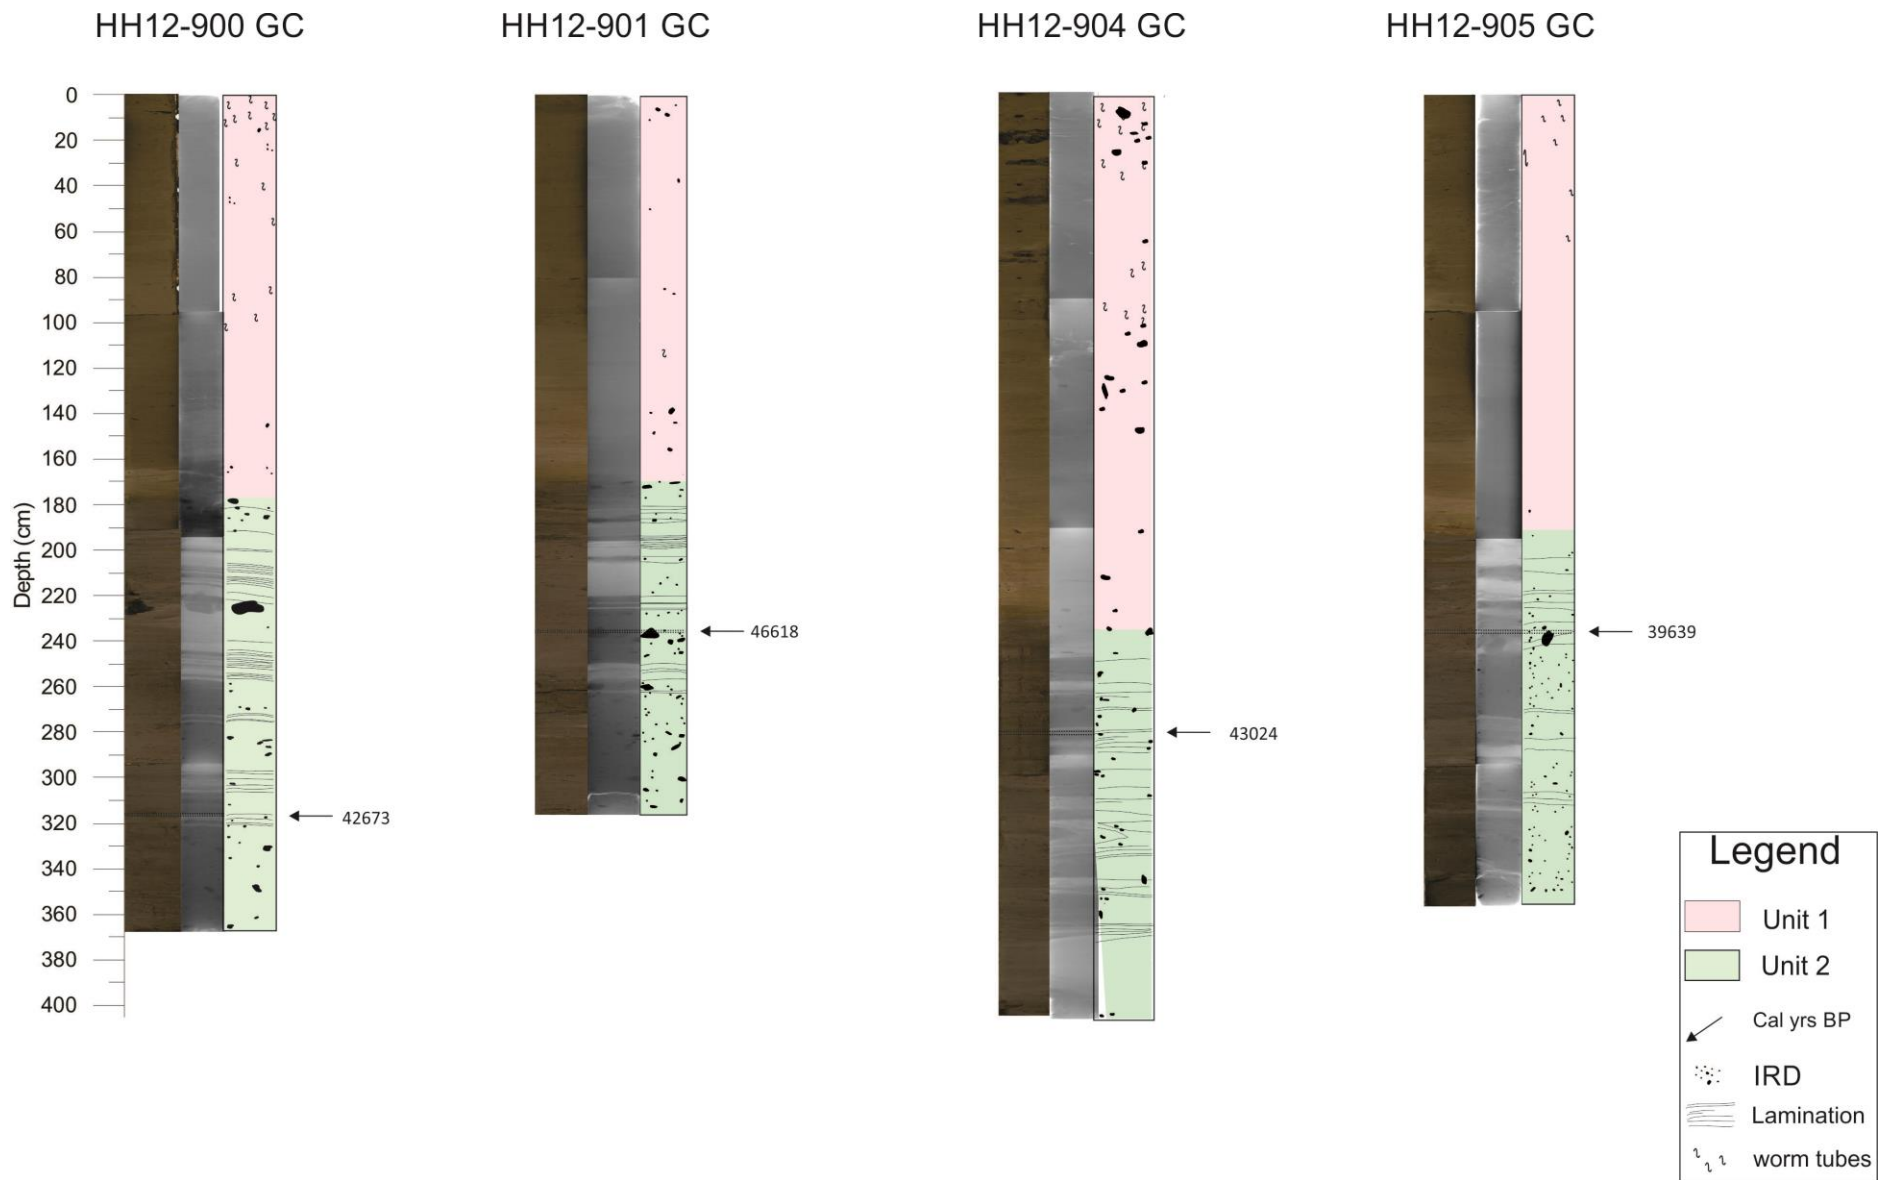 HH12-900 GC
HH12-901 GC
HH12-904 GC
HH12-905 GC
0
20
40
60
80
100
120
140
160
180
200
220
240
260
280
300
320
340
360
380
400
Depth (cm)
42673
46618
43024
39639
Legend
Unit 1
Unit 2
Cal yrs BP
IRD
Lamination
worm tubes